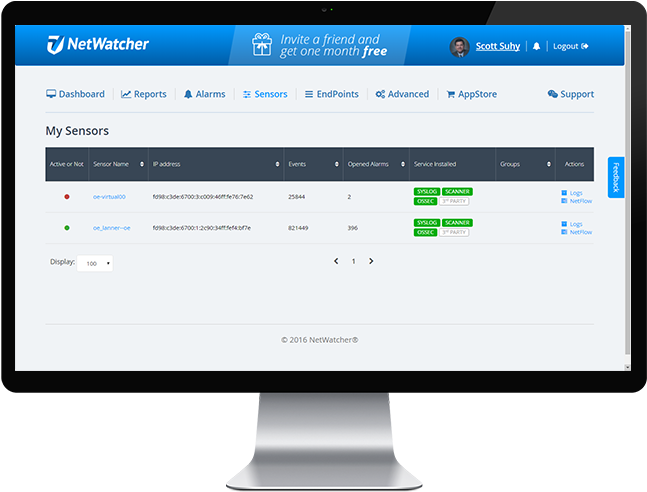 NetWatcher
Invite a friend and
get one month free
Scott Suhy
Logout
Dashboard
Reports
Alarms
Sensors
EndPoints
Advanced
AppStore
Support
My Sensors
Active or Not Sensor Name IP address Events Opened Alarms Service Installed Groups Actions
oe-virtual00 fd98:c3de:6700:3:c009:46ff:fe76:7e62 25844 2 SYSLOG SCANNER Logs
OSSEC 3RD PARTY NetFlow
oe_lanner--oe fd98:c3de:6700:1:2c90:34ff:fef4:bf7e 821449 396 SYSLOG SCANNER Logs
OSSEC 3RD PARTY NetFlow
Feedback
Display: 100 1
© 2016 NetWatcher®